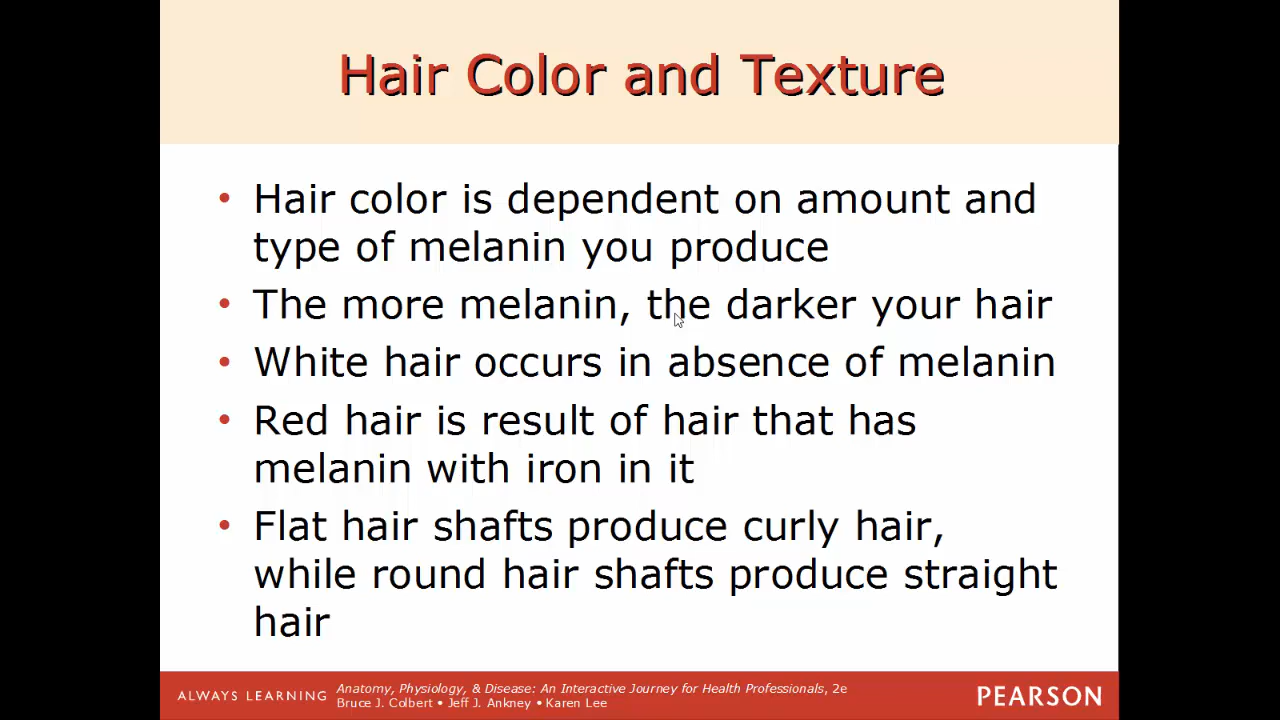 Hair Color and Texture
• Hair color is dependent on amount and
type of melanin you produce
• The more melanin, the darker your hair
• White hair occurs in absence of melanin
• Red hair is result of hair that has
melanin with iron in it
• Flat hair shafts produce curly hair,
while round hair shafts produce straight
hair
ALWAYS LEARNING
Anatomy, Physiology, & Disease: An Interactive Journey for Health Professionals, 2e
Bruce J. Colbert • Jeff J. Ankney • Karen Lee
PEARSON